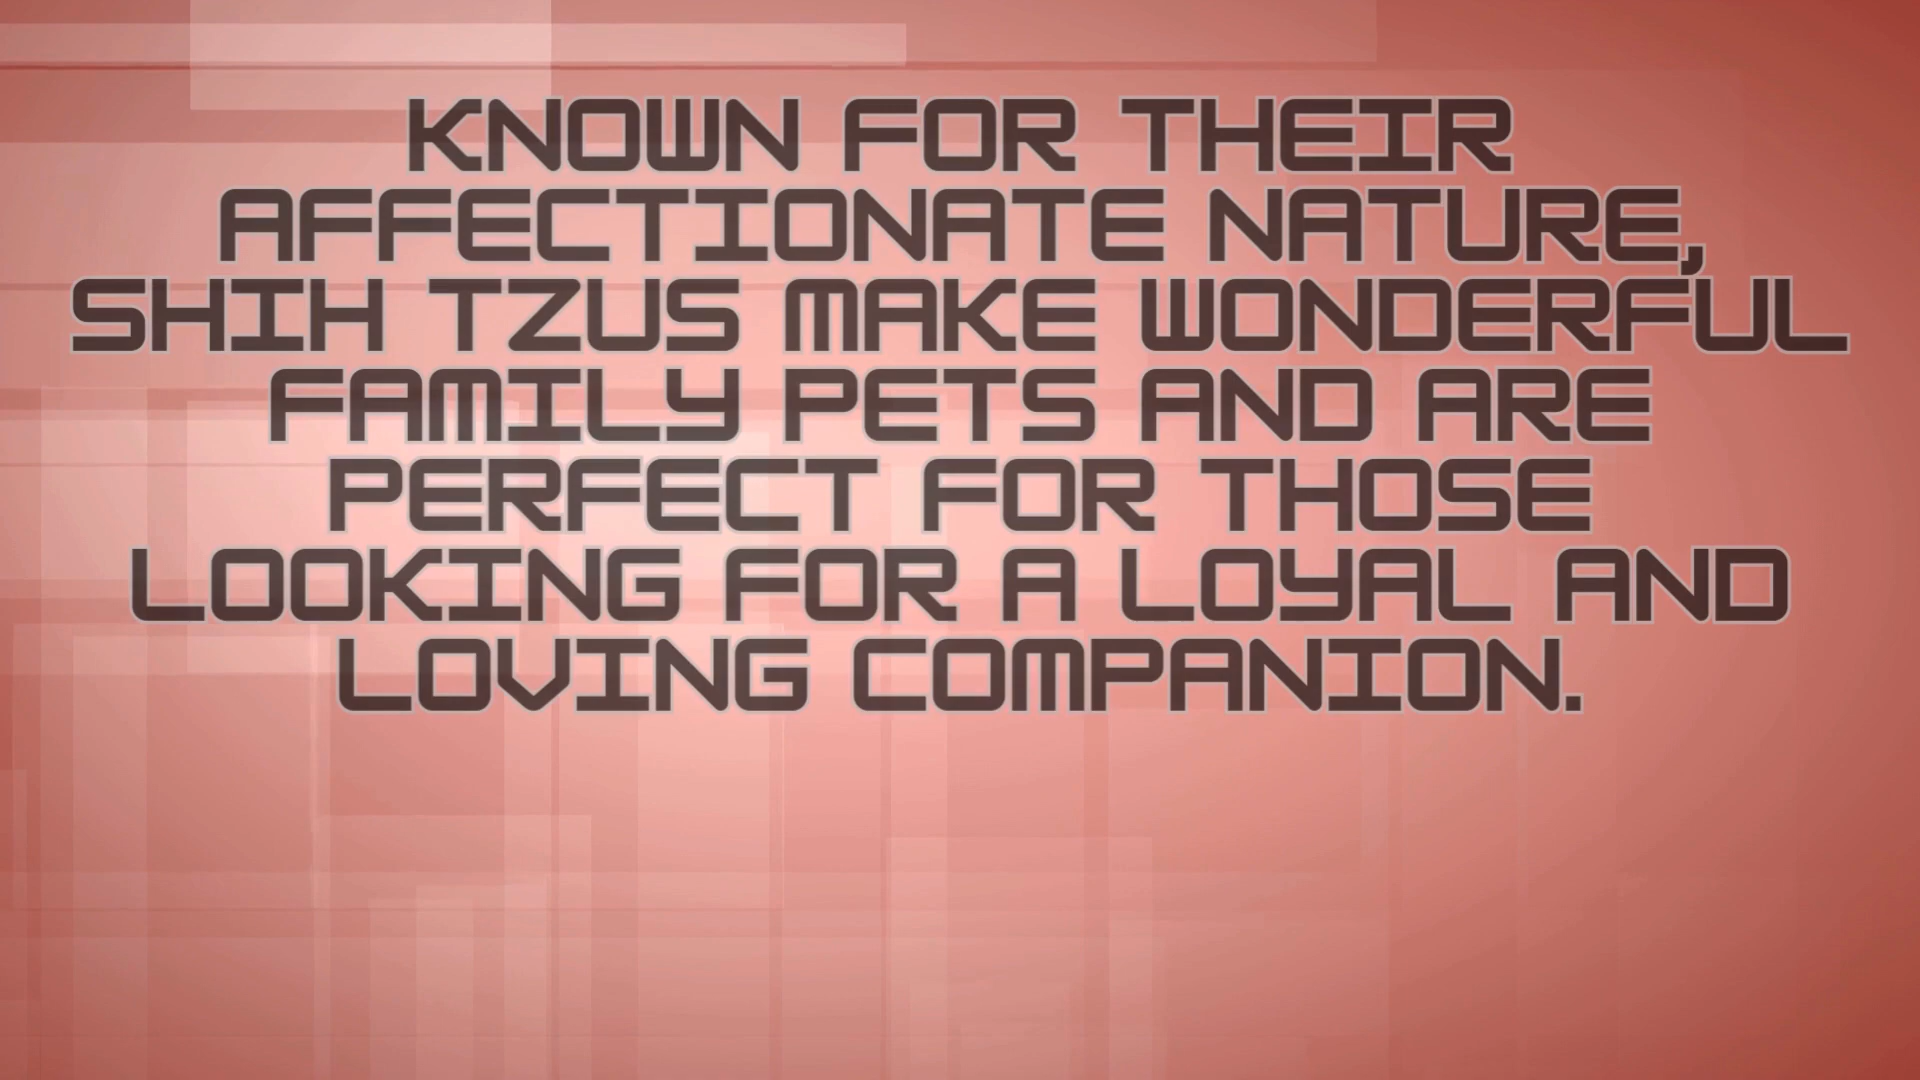 KNOWN FOR THEIR
AFFECTIONATE NATURE,
SHIH TZUS MAKE WONDERFUL
FAMILY PETS AND ARE
PERFECT FOR THOSE
LOOKING FOR A LOYAL AND
LOVING COMPANION.